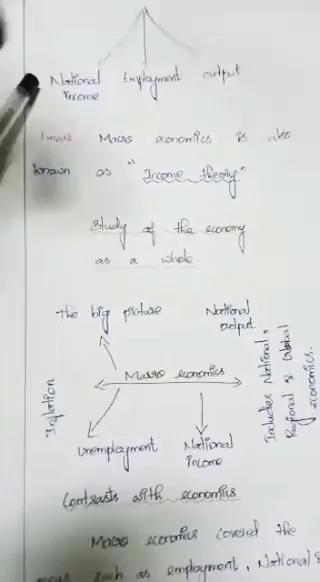 National Employment output
income
Macro economics is also
known as "Income theory"
Study of the economy
as a whole.
The big picture National
output
Inflation
Macro economics
Includes National,
Regional & Global
economics.
Unemployment National
income
Contrasts with economics
Macro economics covered the
such as employment, National